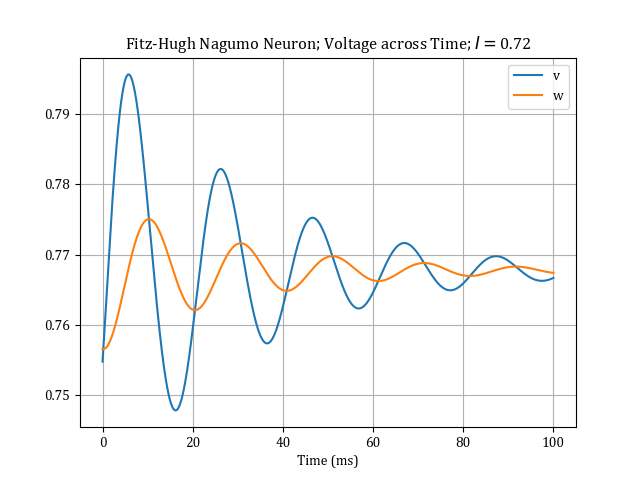 Fitz-Hugh Nagumo Neuron; Voltage across Time; I = 0.72
v
w
0.79
0.78
0.77
0.76
0.75
0 20 40 60 80 100
Time (ms)